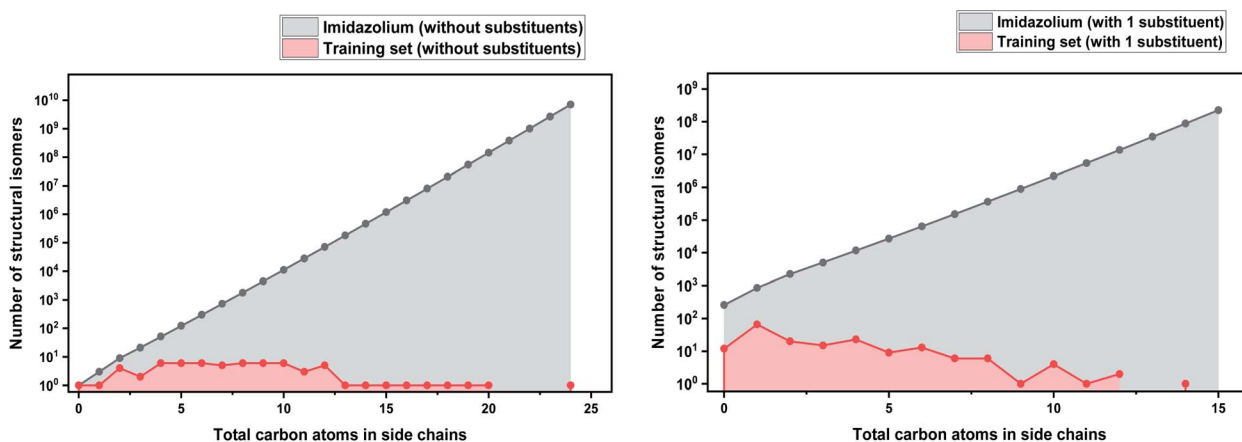 Imidazolium (without substituents)
Training set (without substituents)
Number of structural isomers
10^10
10^9
10^8
10^7
10^6
10^5
10^4
10^3
10^2
10^1
10^0
0 5 10 15 20 25
Total carbon atoms in side chains
Imidazolium (with 1 substituent)
Training set (with 1 substituent)
Number of structural isomers
10^9
10^8
10^7
10^6
10^5
10^4
10^3
10^2
10^1
10^0
0 5 10 15
Total carbon atoms in side chains